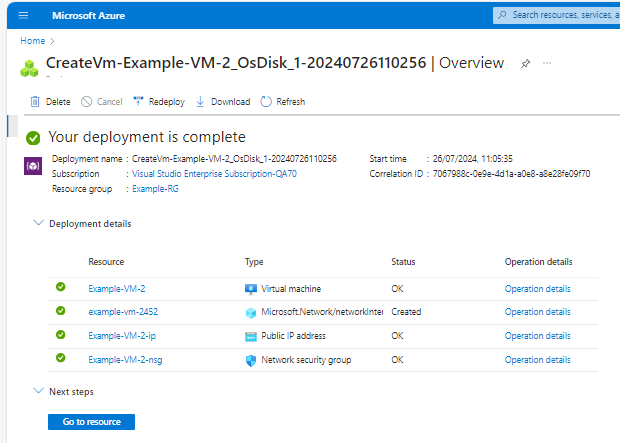 Microsoft Azure
Search resources, services, a
Home
CreateVm-Example-VM-2_OsDisk_1-20240726110256 | Overview
Delete Cancel Redeploy Download Refresh
Your deployment is complete
Deployment name : CreateVm-Example-VM-2_OsDisk_1-20240726110256 Start time : 26/07/2024, 11:05:35
Subscription : Visual Studio Enterprise Subscription-QA70 Correlation ID : 7067988c-0e9e-4d1a-a0e8-a8e28fe09f70
Resource group : Example-RG
Deployment details
Resource Type Status Operation details
Example-VM-2 Virtual machine OK Operation details
example-vm-2452 Microsoft.Network/networkInter Created Operation details
Example-VM-2-ip Public IP address OK Operation details
Example-VM-2-nsg Network security group OK Operation details
Next steps
Go to resource